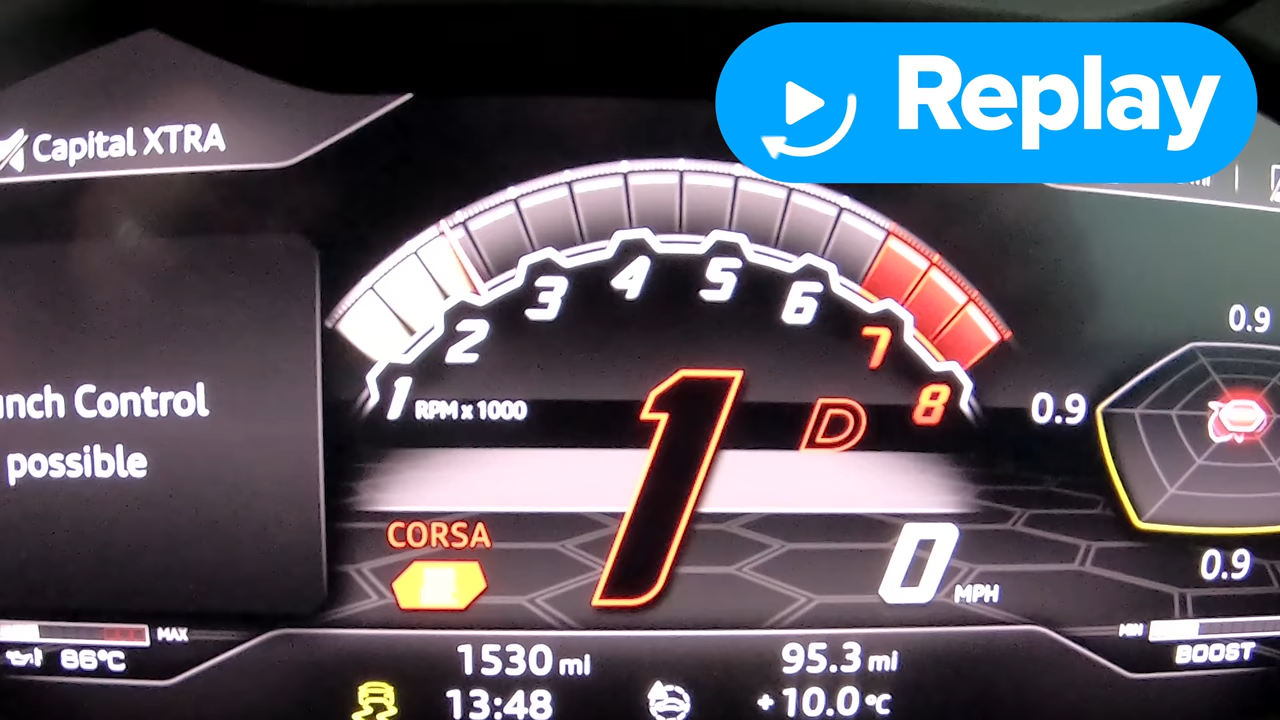 Replay
Capital XTRA
unch Control
possible
1 2 3 4 5 6 7 8
RPM x 1000
1
D
CORSA
0 MPH
0.9
0.9
0.9
MAX
86°C
MIN
BOOST
1530 mi
95.3 mi
13:48
+10.0°C